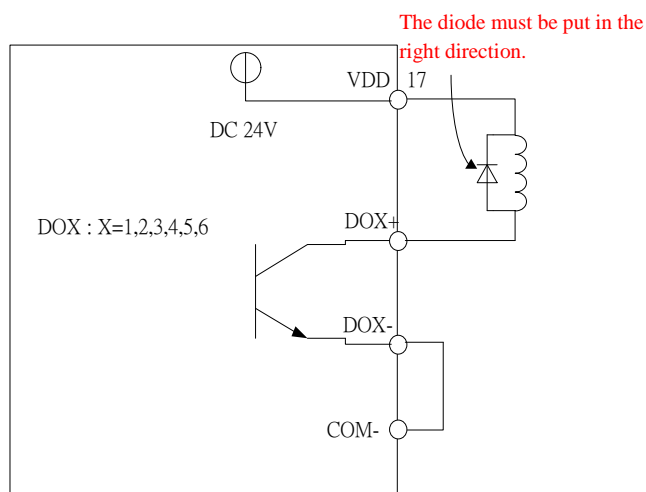 The diode must be put in the
right direction.
VDD 17
DC 24V
DOX : X=1,2,3,4,5,6
DOX+
DOX-
COM-